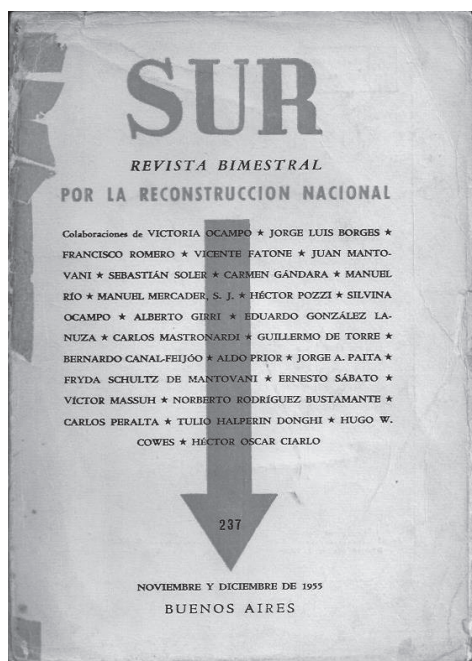 SUR
REVISTA BIMESTRAL
POR LA RECONSTRUCCION NACIONAL
Colaboraciones de VICTORIA OCAMPO ★ JORGE LUIS BORGES ★
FRANCISCO ROMERO ★ VICENTE FATONE ★ JUAN MANTO-
VANI ★ SEBASTIÁN SOLER ★ CARMEN GÁNDARA ★ MANUEL
RÍO ★ MANUEL MERCADER, S. J. ★ HÉCTOR POZZI ★ SILVINA
OCAMPO ★ ALBERTO GIRRI ★ EDUARDO GONZÁLEZ LA-
NUZA ★ CARLOS MASTRONARDI ★ GUILLERMO DE TORRE ★
BERNARDO CANAL-FEIJÓO ★ ALDO PRIOR ★ JORGE A. PAITA ★
FRYDA SCHULTZ DE MANTOVANI ★ ERNESTO SÁBATO ★
VÍCTOR MASSUH ★ NORBERTO RODRÍGUEZ BUSTAMANTE ★
CARLOS PERALTA ★ TULIO HALPERIN DONGHI ★ HUGO W.
COWES ★ HÉCTOR OSCAR CIARLO
237
NOVIEMBRE Y DICIEMBRE DE 1955
BUENOS AIRES